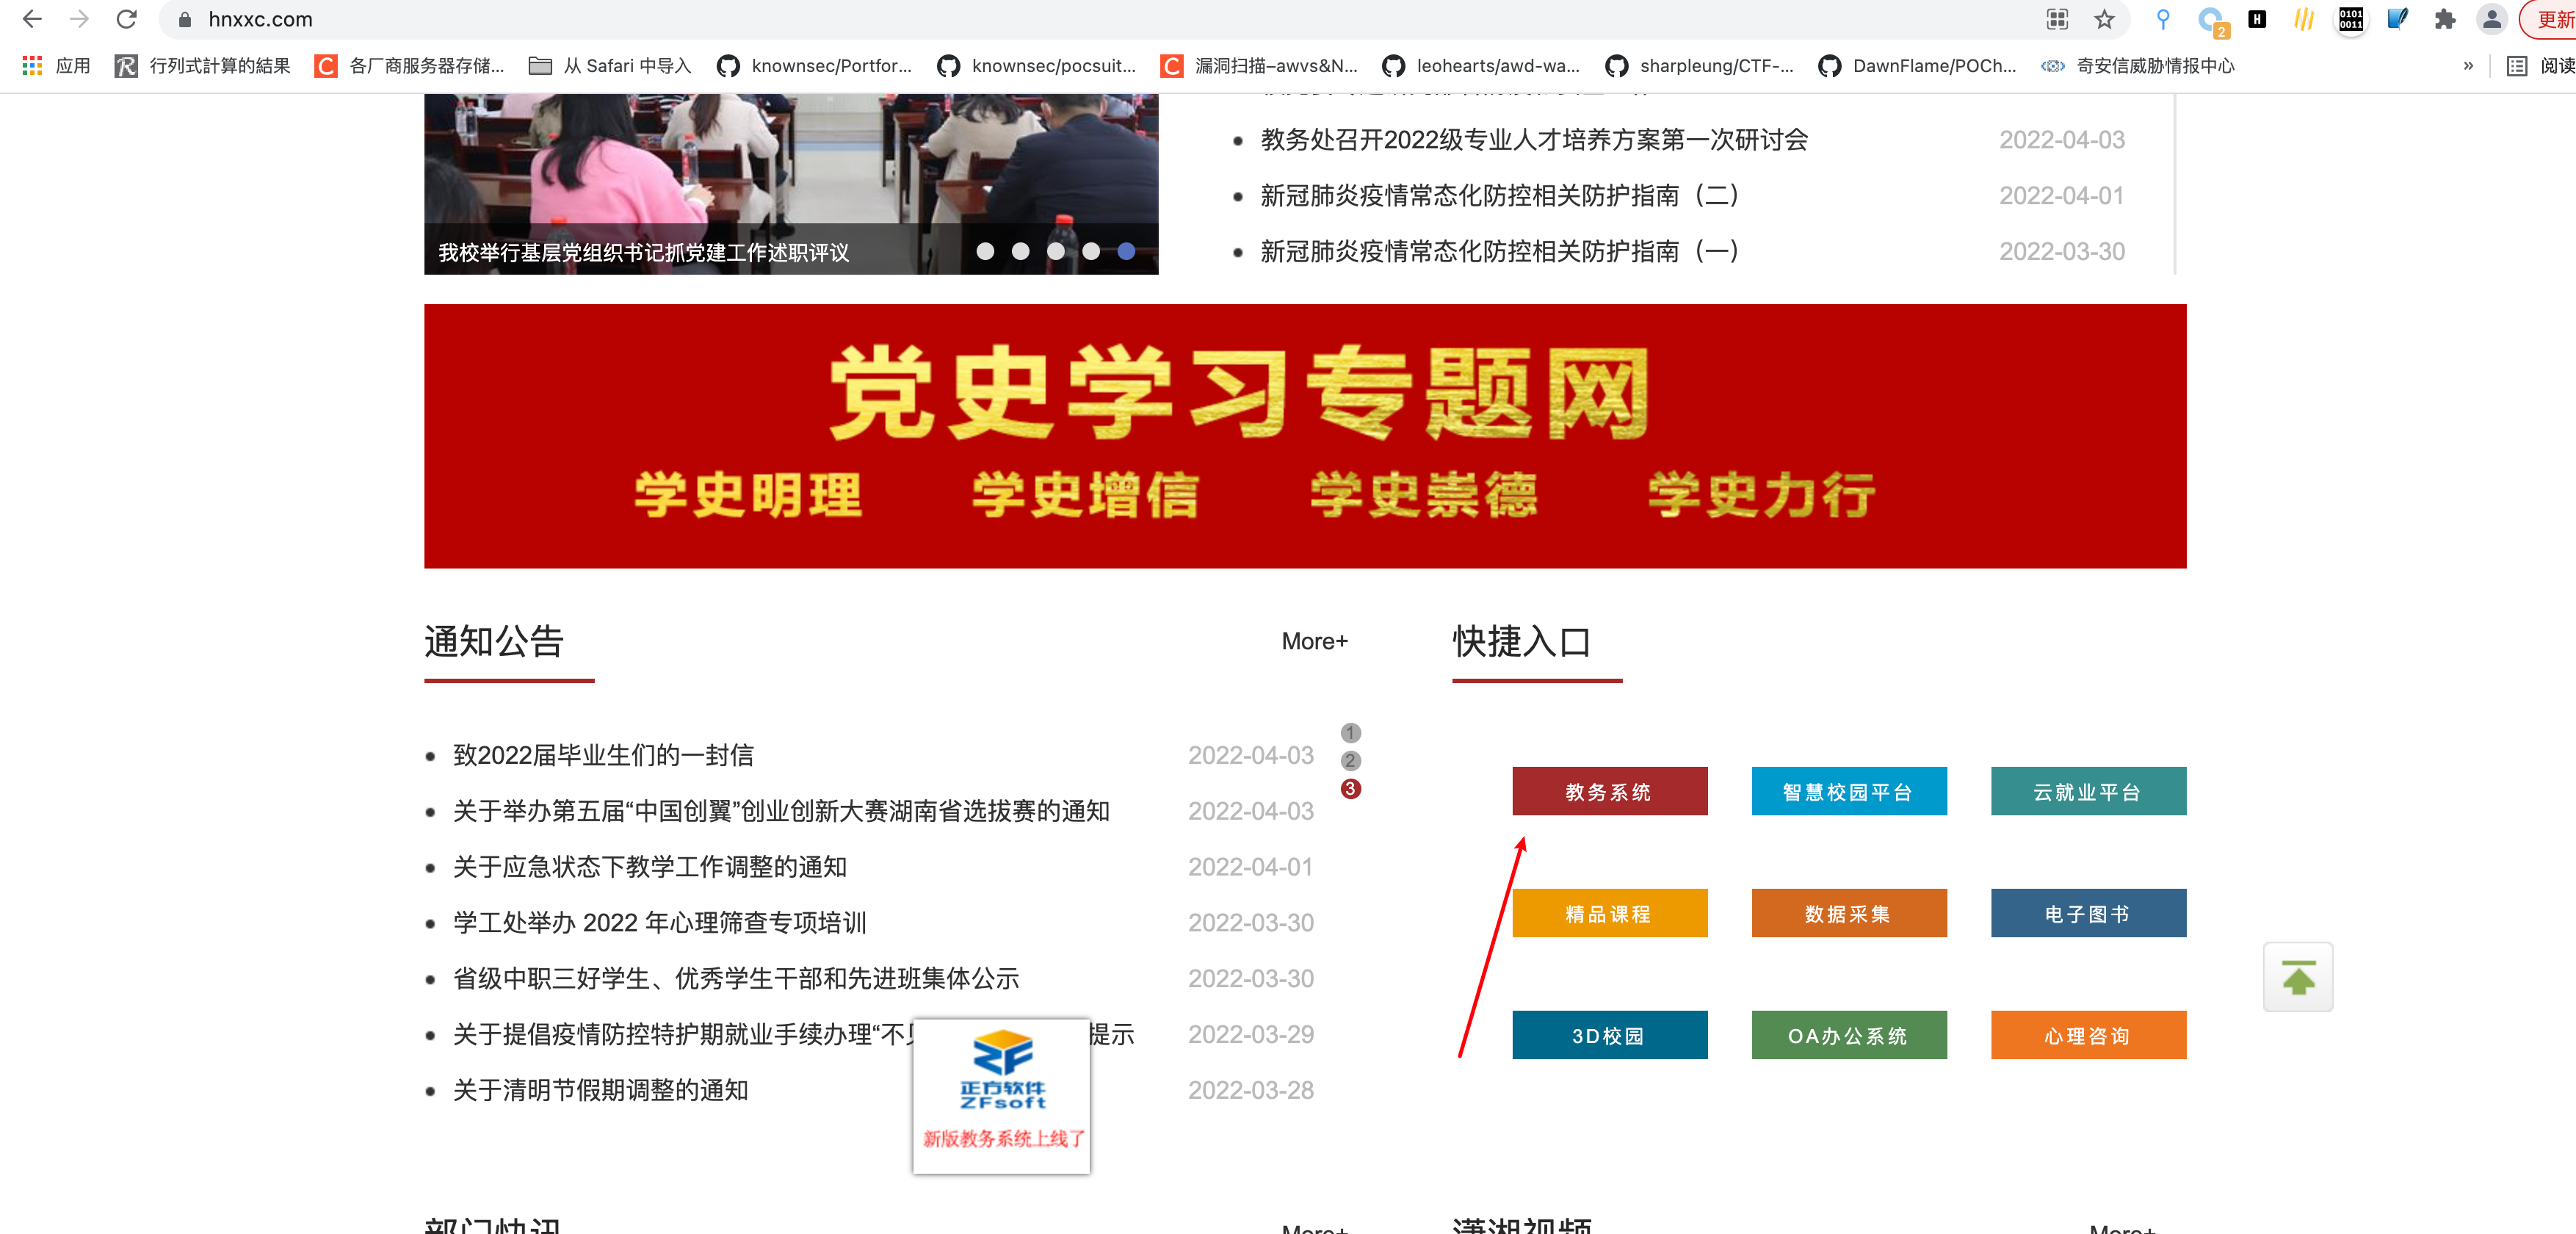 hnxxc.com
2
H
0101
0011
更新
应用
行列式計算的結果
各厂商服务器存储...
从 Safari 中导入
knownsec/Portfor...
knownsec/pocsuit...
漏洞扫描–awvs&N...
leohearts/awd-wa...
sharpleung/CTF-...
DawnFlame/POCh...
奇安信威胁情报中心
»
阅读
教务处召开2022级专业人才培养方案第一次研讨会 2022-04-03
新冠肺炎疫情常态化防控相关防护指南（二） 2022-04-01
新冠肺炎疫情常态化防控相关防护指南（一） 2022-03-30
我校举行基层党组织书记抓党建工作述职评议
党史学习专题网
学史明理 学史增信 学史崇德 学史力行
通知公告 More+
致2022届毕业生们的一封信 2022-04-03
关于举办第五届“中国创翼”创业创新大赛湖南省选拔赛的通知 2022-04-03
关于应急状态下教学工作调整的通知 2022-04-01
学工处举办 2022 年心理筛查专项培训 2022-03-30
省级中职三好学生、优秀学生干部和先进班集体公示 2022-03-30
关于提倡疫情防控特护期就业手续办理“不 提示 2022-03-29
关于清明节假期调整的通知 2022-03-28
1
2
3
快捷入口
教务系统 智慧校园平台 云就业平台
精品课程 数据采集 电子图书
3D校园 OA办公系统 心理咨询
正方软件
ZFsoft
新版教务系统上线了
部门快讯 More+
潇湘视频 More+